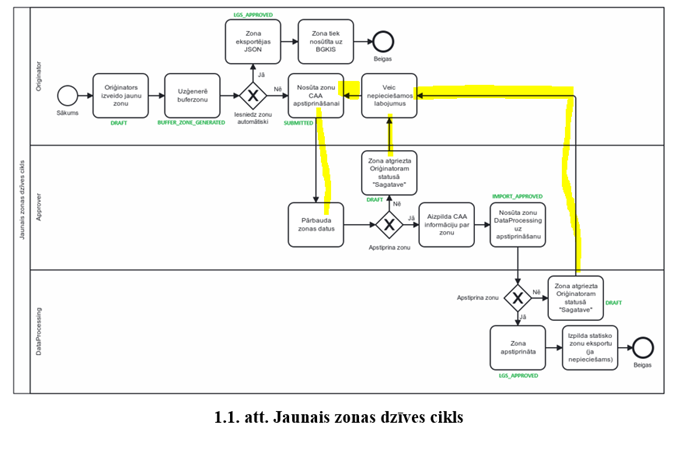 Jaunais zonas dzīves cikls
Originator
LGS_APPROVED
Zona
eksportējas
JSON
Zona tiek
nosūtīta uz
BGKIS
Beigas
Jā
Sākums
Oriģinātors
izveido jaunu
zonu
DRAFT
Uzģenerē
buferzonu
BUFFER_ZONE_GENERATED
Iesniedz zonu
automātiski
Nē
Nosūta zonu
CAA
apstiprināšanai
SUBMITTED
Veic
nepieciešamos
labojumus
Approver
Zona atgriezta
Oriģinatoram
statusā
"Sagatave"
DRAFT
Nē
Pārbauda
zonas datus
Apstiprina zonu
Jā
Aizpilda CAA
informāciju par
zonu
IMPORT_APPROVED
Nosūta zonu
DataProcessing
uz
apstiprināšanu
DataProcessing
Apstiprina zonu
Nē
Zona atgriezta
Oriģinatoram
statusā
"Sagatave"
DRAFT
Jā
Zona
apstiprināta
LGS_APPROVED
Izpilda statisko
zonu eksportu (ja
nepieciešams)
Beigas
1.1. att. Jaunais zonas dzīves cikls